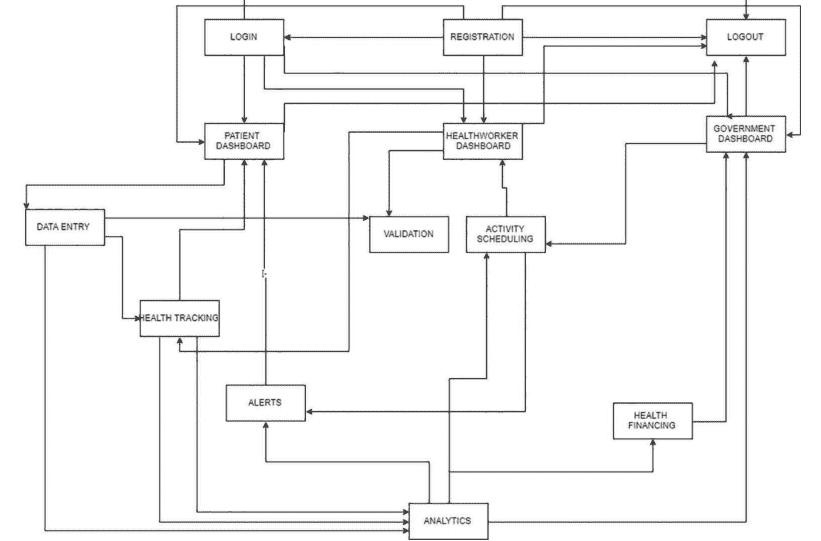 LOGIN
REGISTRATION
LOGOUT
PATIENT
DASHBOARD
HEALTHWORKER
DASHBOARD
GOVERNMENT
DASHBOARD
DATA ENTRY
VALIDATION
ACTIVITY
SCHEDULING
HEALTH TRACKING
ALERTS
HEALTH
FINANCING
ANALYTICS